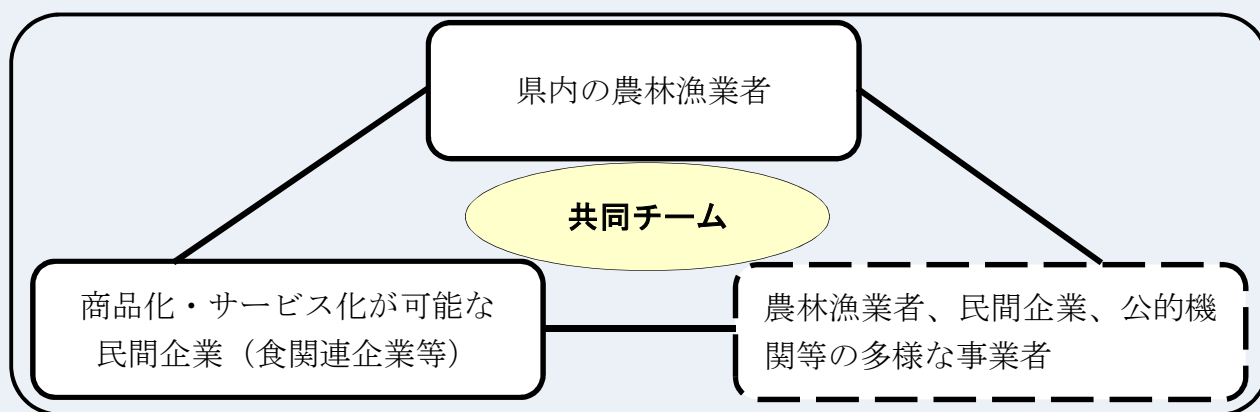 県内の農林漁業者
共同チーム
商品化・サービス化が可能な
民間企業（食関連企業等）
農林漁業者、民間企業、公的機
関等の多様な事業者